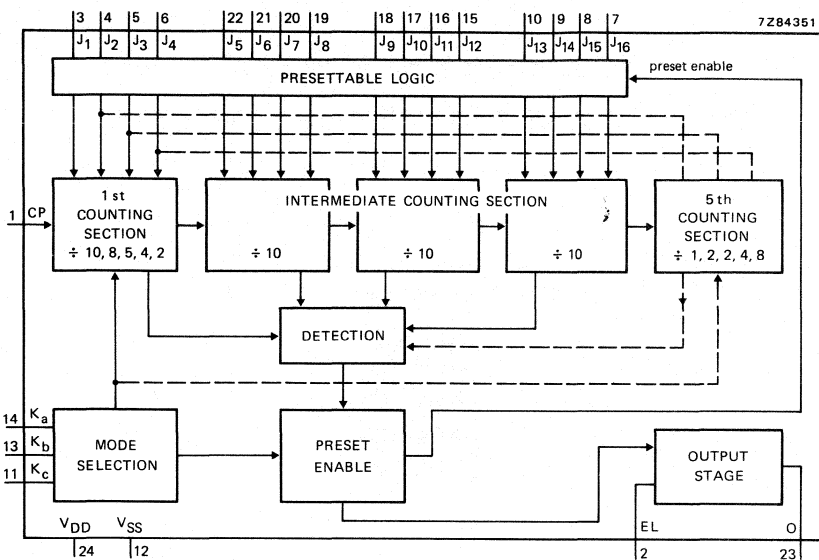 3 4 5 6 22 21 20 19 18 17 16 15 10 9 8 7 7Z84351
J1 J2 J3 J4 J5 J6 J7 J8 J9 J10 J11 J12 J13 J14 J15 J16
PRESETTABLE LOGIC
preset enable
1 CP
1st
COUNTING
SECTION
÷ 10, 8, 5, 4, 2
INTERMEDIATE COUNTING SECTION
÷ 10
÷ 10
÷ 10
5th
COUNTING
SECTION
÷ 1, 2, 2, 4, 8
DETECTION
14 Ka
13 Kb
11 Kc
MODE
SELECTION
PRESET
ENABLE
OUTPUT
STAGE
VDD VSS EL O
24 12 2 23